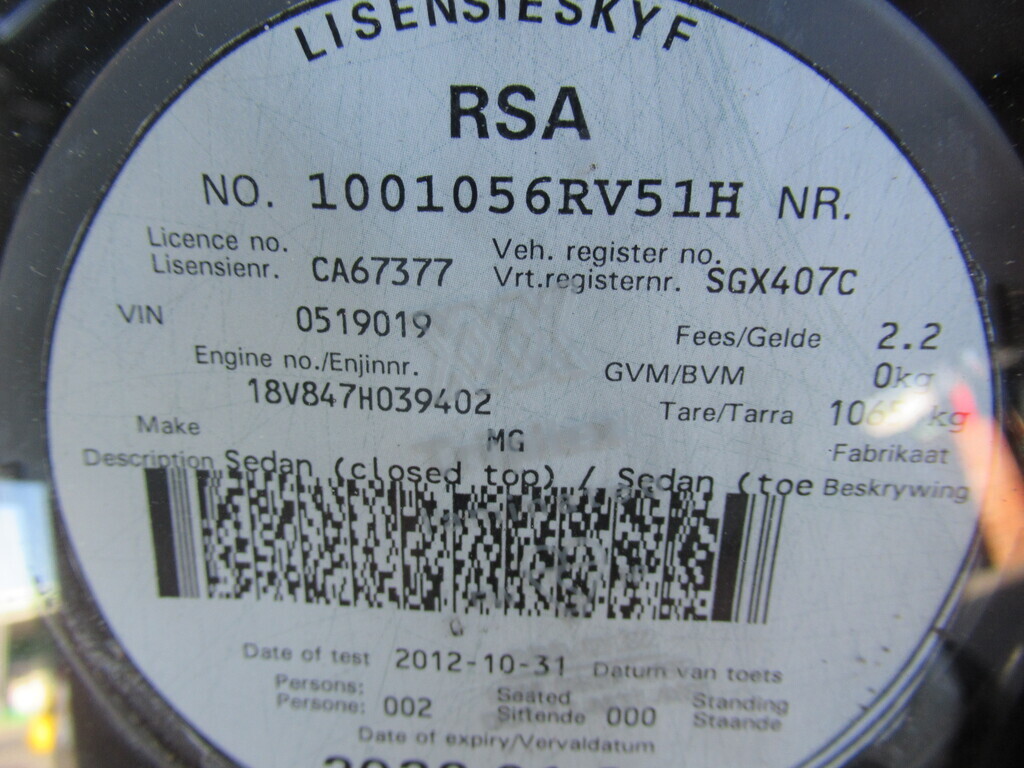 LISENSIESKYF
RSA
NO. 1001056RV51H NR.
Licence no. Veh. register no.
Lisensienr. CA67377 Vrt.registernr. SGX407C
VIN 0519019 Fees/Gelde 2.2
Engine no./Enjinnr. GVM/BVM 0kg
18V847H039402 Tare/Tarra kg
Make MG Fabrikaat
Description Sedan (closed top) / Sedan (toe Beskrywing
Date of test 2012-10-31 Datum van toets
Persons: Seated Standing
Persone: 002 Sittende 000 Staande
Date of expiry/Vervaldatum